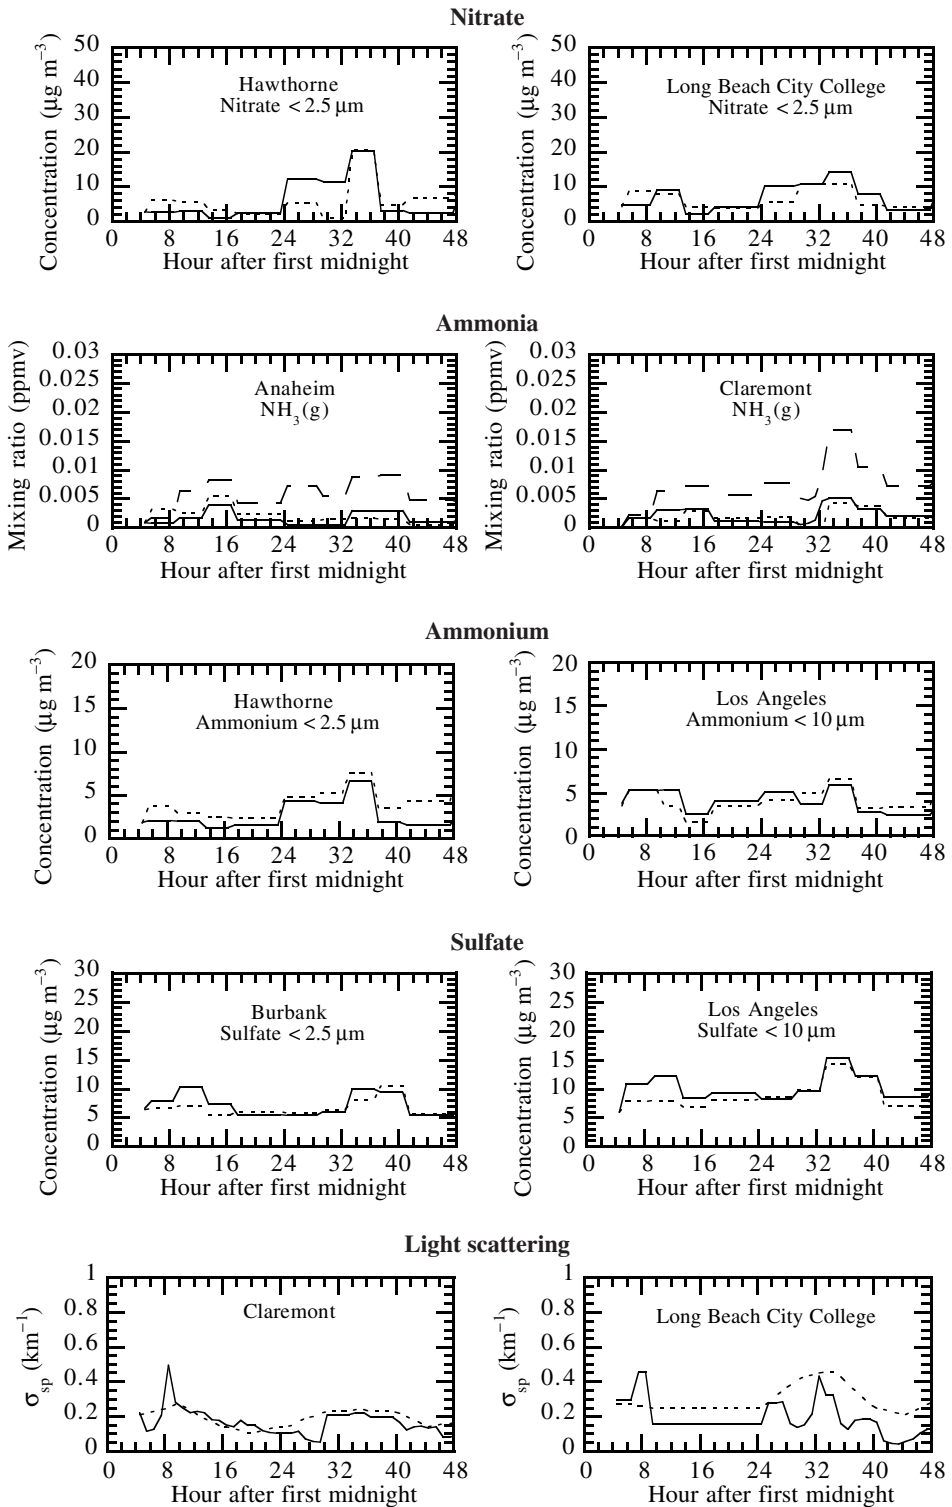 Nitrate
50
40
30
20
10
0
Concentration (μg m⁻³)
Hawthorne
Nitrate < 2.5 μm
0 8 16 24 32 40 48
Hour after first midnight
50
40
30
20
10
0
Concentration (μg m⁻³)
Long Beach City College
Nitrate < 2.5 μm
0 8 16 24 32 40 48
Hour after first midnight
Ammonia
0.03
0.025
0.02
0.015
0.01
0.005
0
Mixing ratio (ppmv)
Anaheim
NH₃(g)
0 8 16 24 32 40 48
Hour after first midnight
0.03
0.025
0.02
0.015
0.01
0.005
0
Mixing ratio (ppmv)
Claremont
NH₃(g)
0 8 16 24 32 40 48
Hour after first midnight
Ammonium
20
15
10
5
0
Concentration (μg m⁻³)
Hawthorne
Ammonium < 2.5 μm
0 8 16 24 32 40 48
Hour after first midnight
20
15
10
5
0
Concentration (μg m⁻³)
Los Angeles
Ammonium < 10 μm
0 8 16 24 32 40 48
Hour after first midnight
Sulfate
30
25
20
15
10
5
0
Concentration (μg m⁻³)
Burbank
Sulfate < 2.5 μm
0 8 16 24 32 40 48
Hour after first midnight
30
25
20
15
10
5
0
Concentration (μg m⁻³)
Los Angeles
Sulfate < 10 μm
0 8 16 24 32 40 48
Hour after first midnight
Light scattering
1
0.8
0.6
0.4
0.2
0
σsp (km⁻¹)
Claremont
0 8 16 24 32 40 48
Hour after first midnight
1
0.8
0.6
0.4
0.2
0
σsp (km⁻¹)
Long Beach City College
0 8 16 24 32 40 48
Hour after first midnight